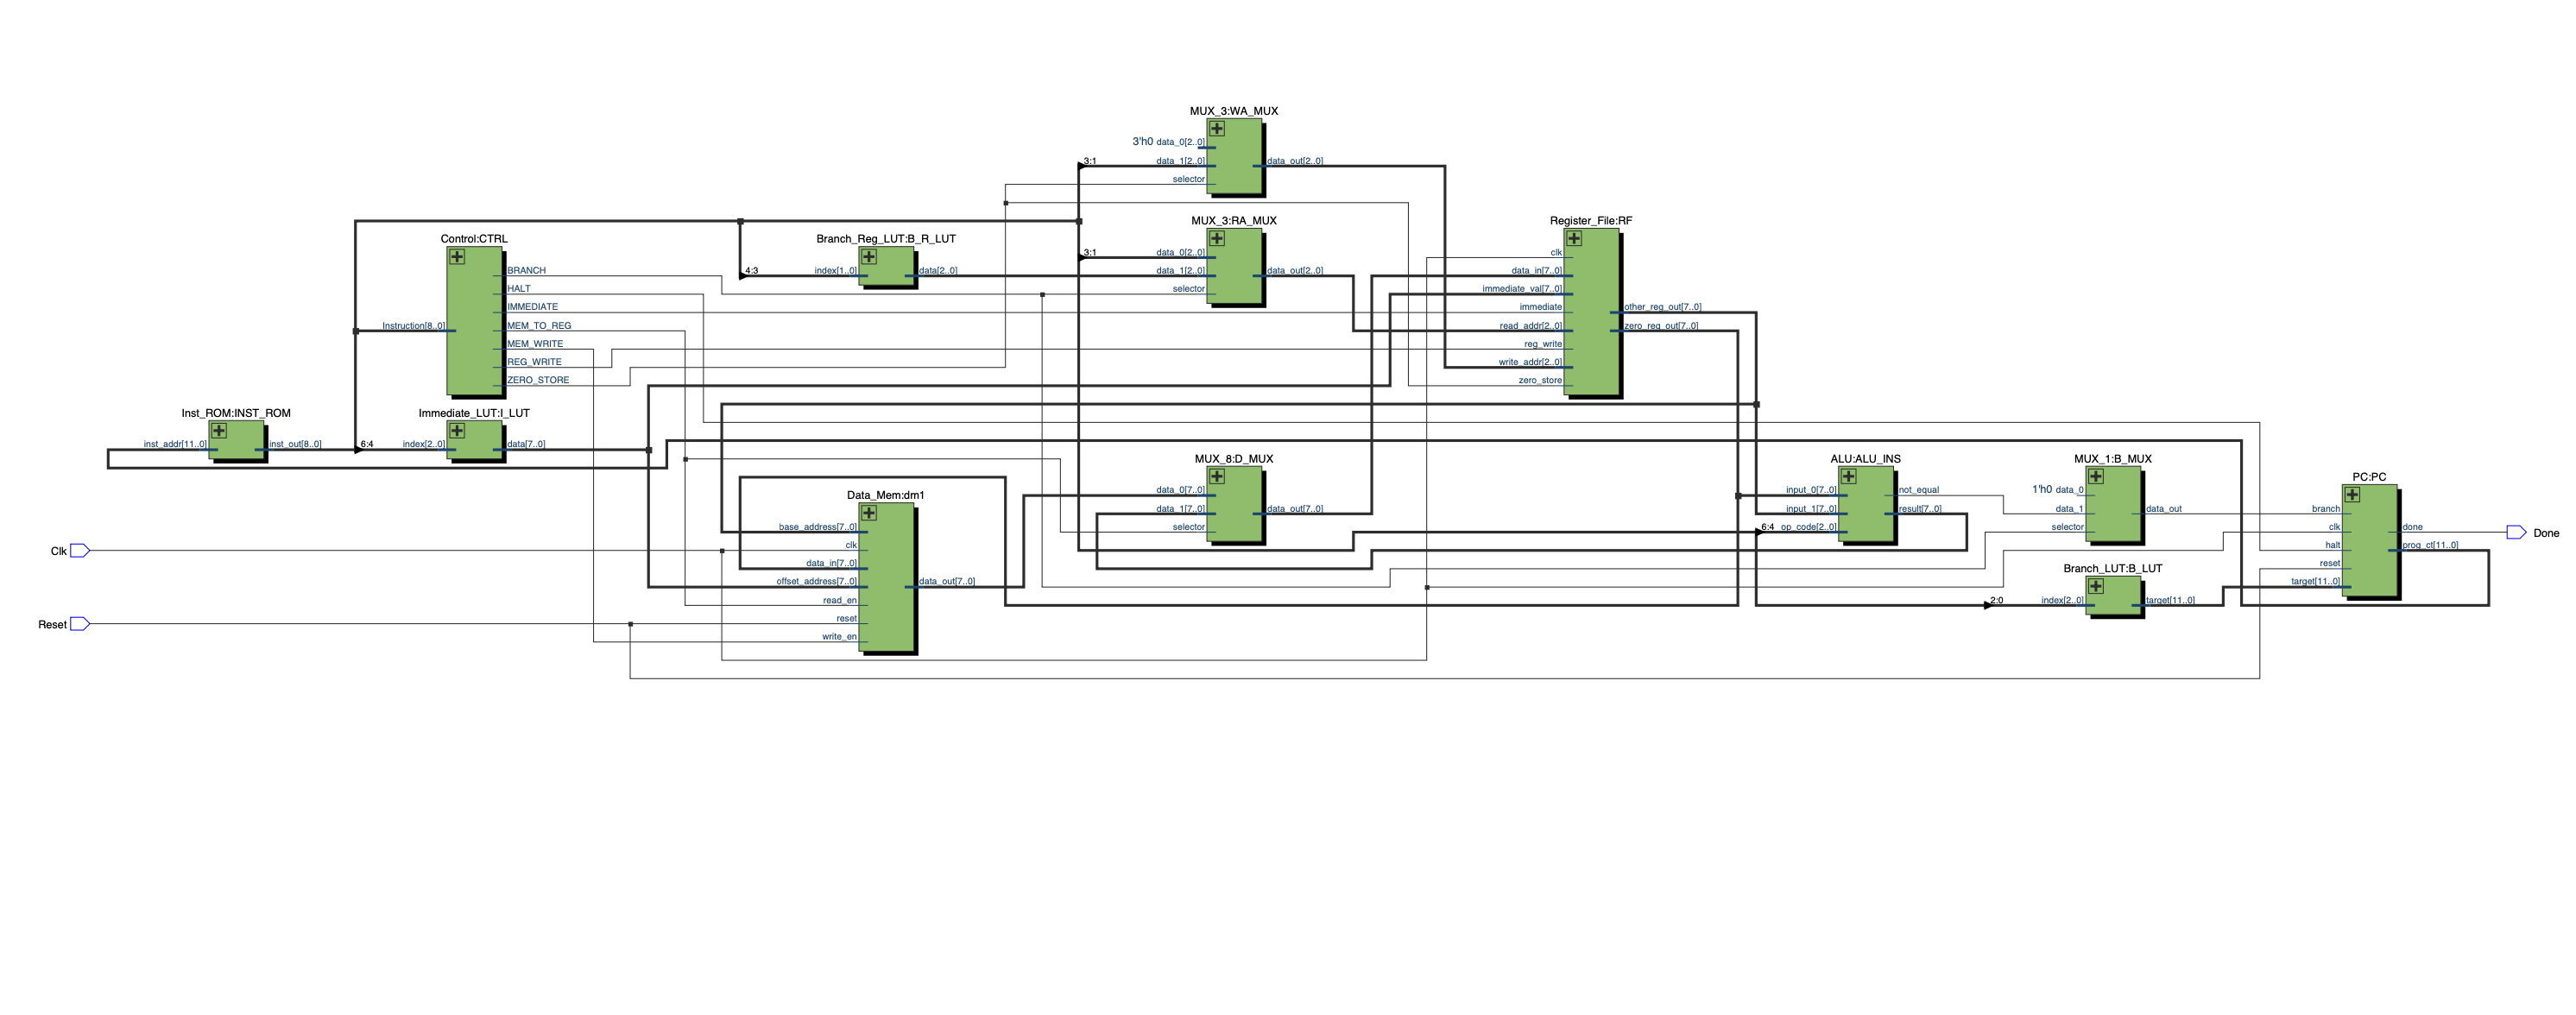 MUX_3:WA_MUX
3'h0 data_0[2..0]
3:1 data_1[2..0] data_out[2..0]
selector
MUX_3:RA_MUX
3:1 data_0[2..0]
data_1[2..0] data_out[2..0]
selector
Register_File:RF
clk
data_in[7..0]
immediate_val[7..0]
immediate other_reg_out[7..0]
read_addr[2..0] zero_reg_out[7..0]
reg_write
write_addr[2..0]
zero_store
Control:CTRL
BRANCH
HALT
IMMEDIATE
Instruction[8..0] MEM_TO_REG
MEM_WRITE
REG_WRITE
ZERO_STORE
Branch_Reg_LUT:B_R_LUT
4:3 index[1..0] data[2..0]
Inst_ROM:INST_ROM
inst_addr[11..0] inst_out[8..0]
Immediate_LUT:I_LUT
6:4 index[2..0] data[7..0]
Data_Mem:dm1
base_address[7..0]
clk
data_in[7..0]
offset_address[7..0] data_out[7..0]
read_en
reset
write_en
MUX_8:D_MUX
data_0[7..0]
data_1[7..0] data_out[7..0]
selector
ALU:ALU_INS
input_0[7..0] not_equal
input_1[7..0] result[7..0]
6:4 op_code[2..0]
MUX_1:B_MUX
1'h0 data_0
data_1 data_out
selector
Branch_LUT:B_LUT
2:0 index[2..0] target[11..0]
PC:PC
branch
clk done
halt prog_ct[11..0]
reset
target[11..0]
Clk
Reset
Done